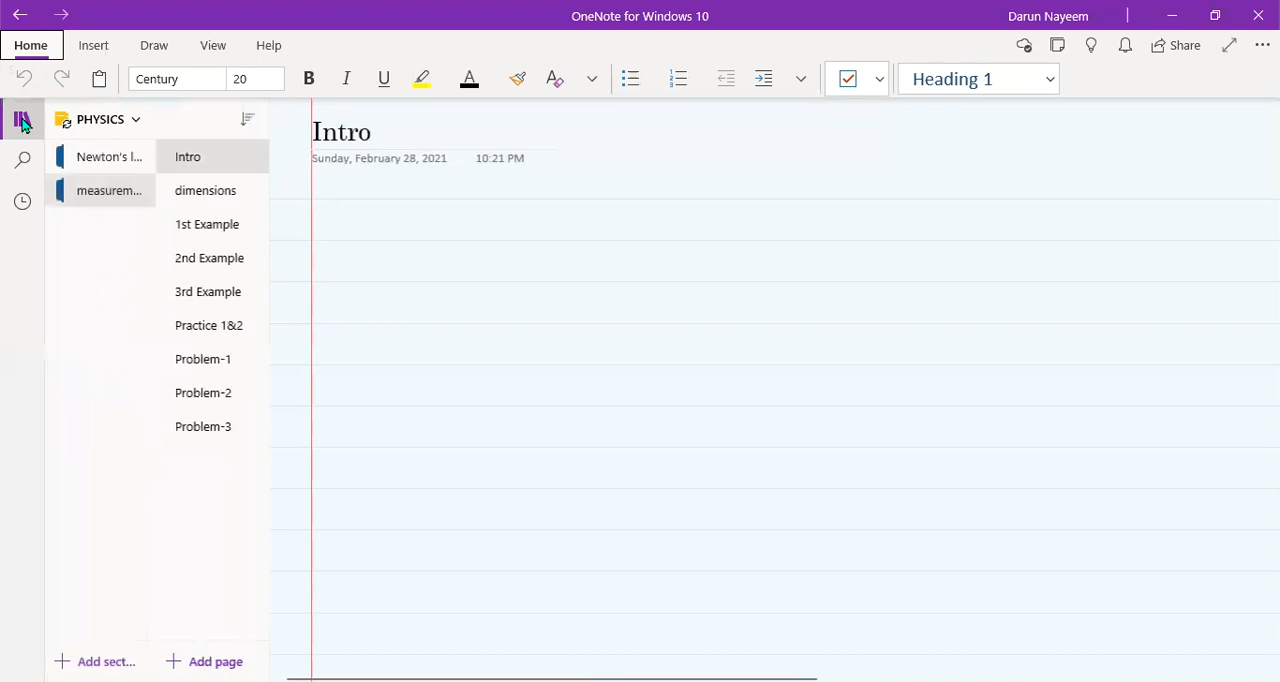 OneNote for Windows 10
Darun Nayeem
Home Insert Draw View Help
Share
Century 20 B I U A A Heading 1
PHYSICS
Newton's l...
measurem...
Intro
dimensions
1st Example
2nd Example
3rd Example
Practice 1&2
Problem-1
Problem-2
Problem-3
Add sect...
Add page
Intro
Sunday, February 28, 2021 10:21 PM